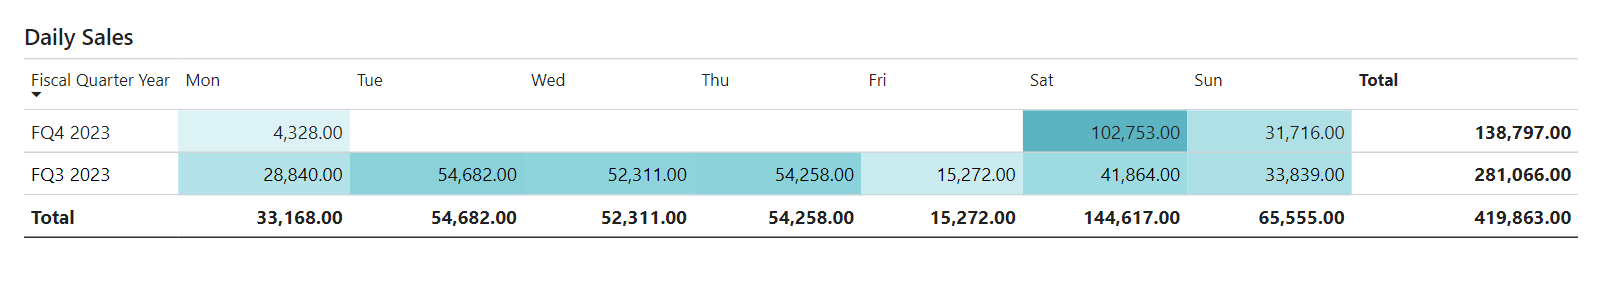 Daily Sales
Fiscal Quarter Year Mon Tue Wed Thu Fri Sat Sun Total
FQ4 2023 4,328.00 102,753.00 31,716.00 138,797.00
FQ3 2023 28,840.00 54,682.00 52,311.00 54,258.00 15,272.00 41,864.00 33,839.00 281,066.00
Total 33,168.00 54,682.00 52,311.00 54,258.00 15,272.00 144,617.00 65,555.00 419,863.00